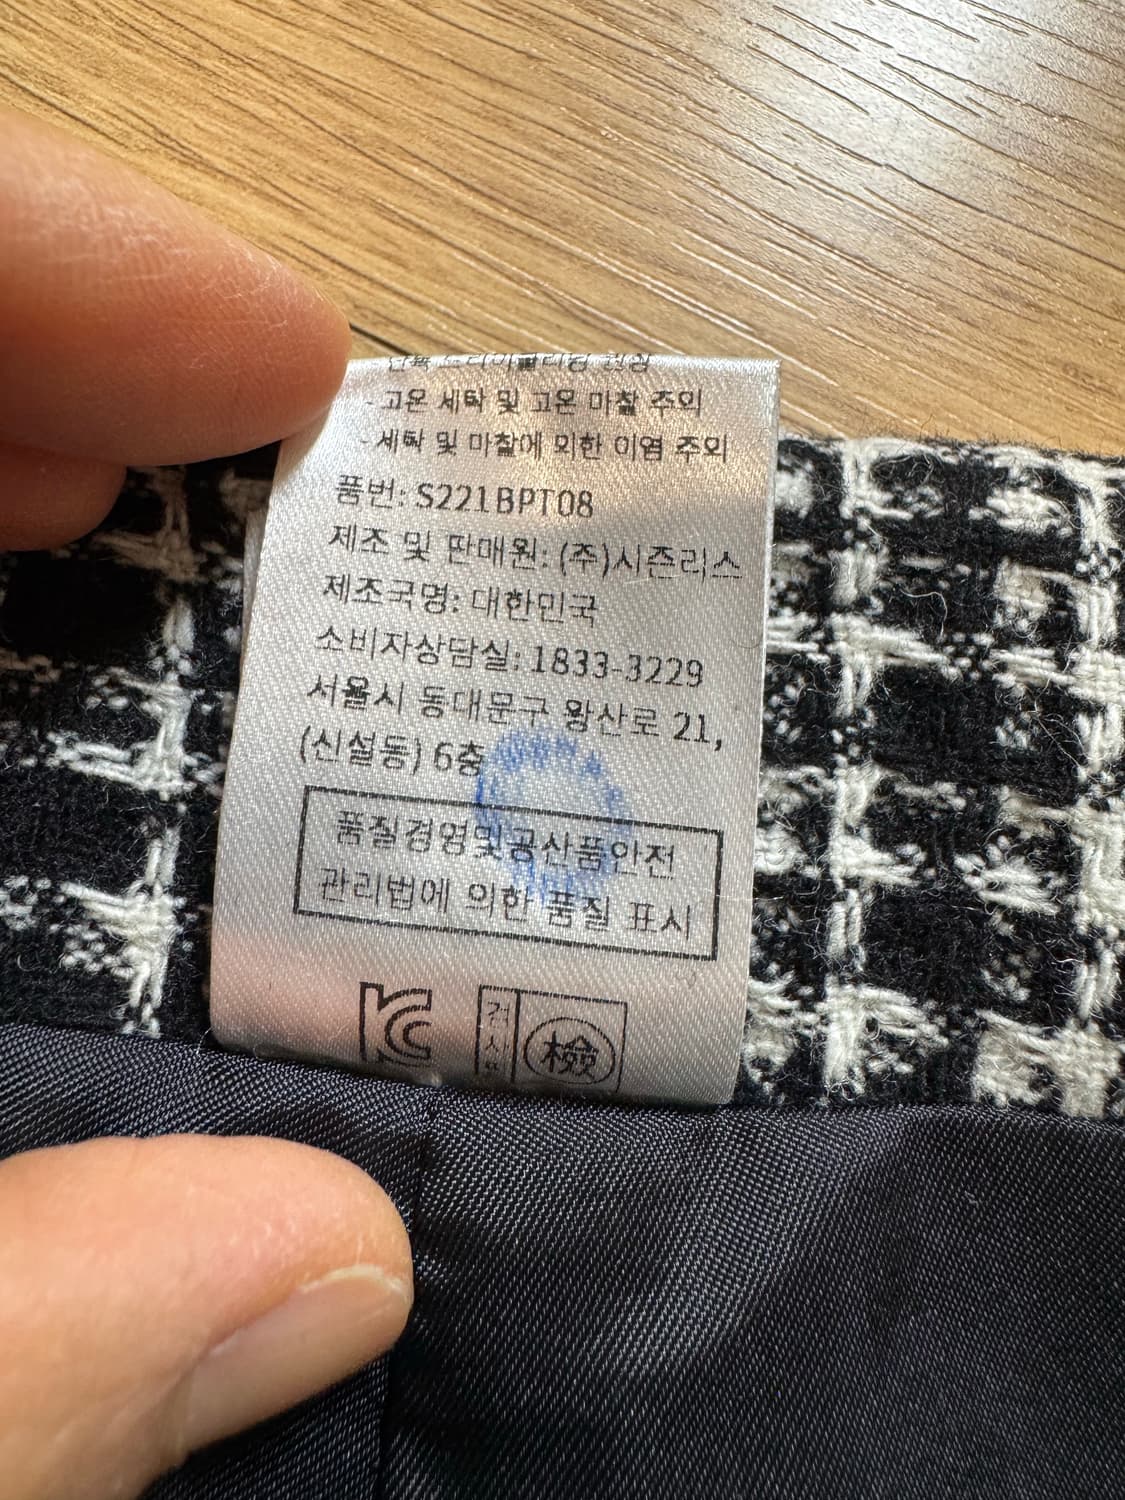 - 고온 세탁 및 고온 마찰 주의
- 세탁 및 마찰에 의한 이염 주의
품번: S221BPT08
제조 및 판매원: (주)시즌리스
제조국명: 대한민국
소비자상담실: 1833-3229
서울시 동대문구 왕산로 21,
(신설동) 6층
품질경영및공산품안전
관리법에 의한 품질 표시
검사필
檢